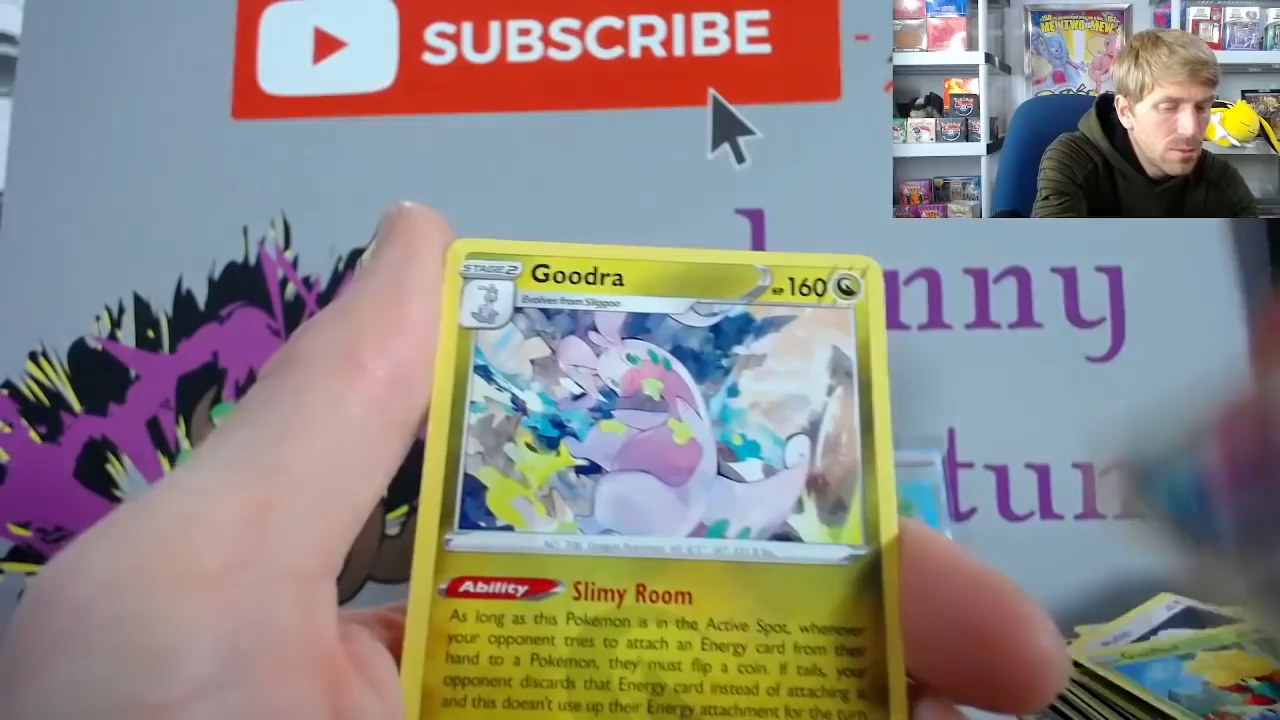 SUBSCRIBE
MEWTWO MEW
nny
tun
STAGE 2
Goodra
HP 160
Evolves from Sliggoo
Ability Slimy Room
As long as this Pokémon is in the Active Spot, whenever
your opponent tries to attach an Energy card from their
hand to a Pokémon, they must flip a coin. If tails, your
opponent discards that Energy card instead of attaching it,
and this doesn't use up their Energy attachment for the turn